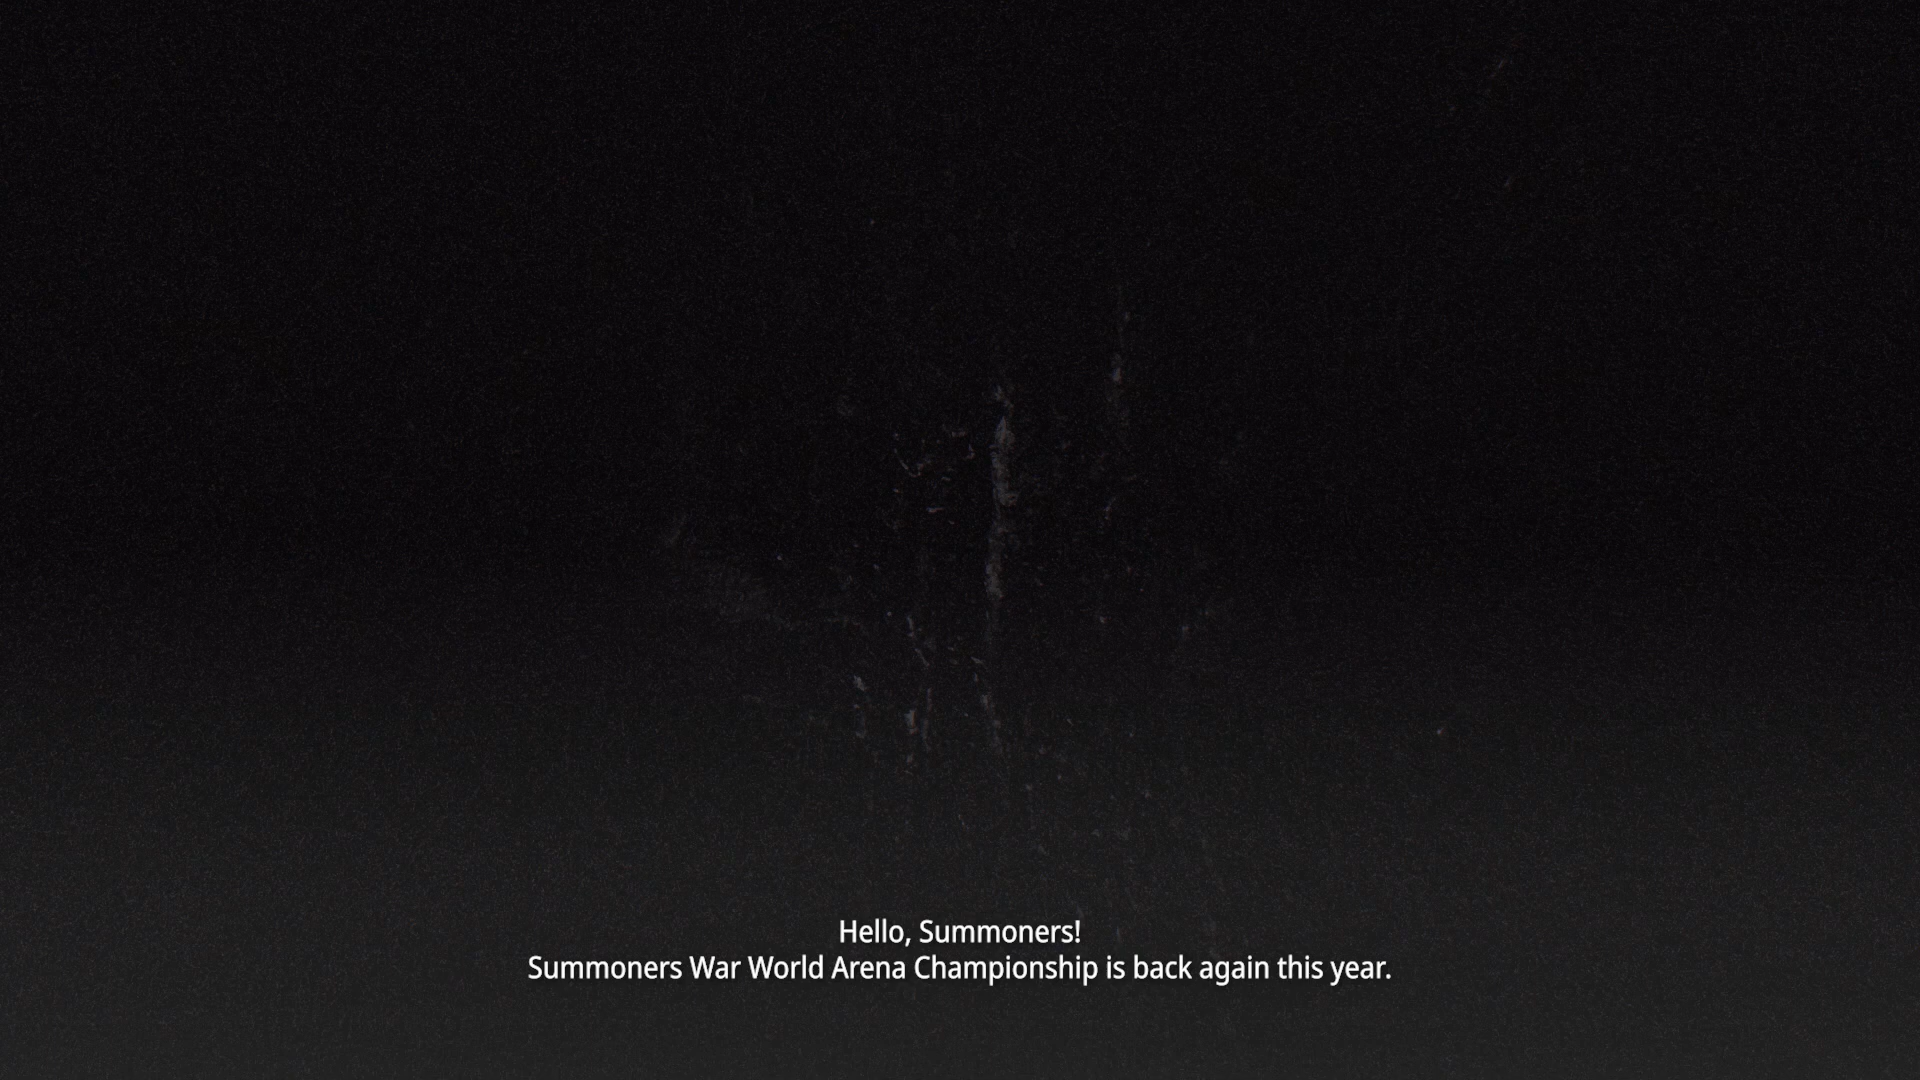 Hello, Summoners!
Summoners War World Arena Championship is back again this year.